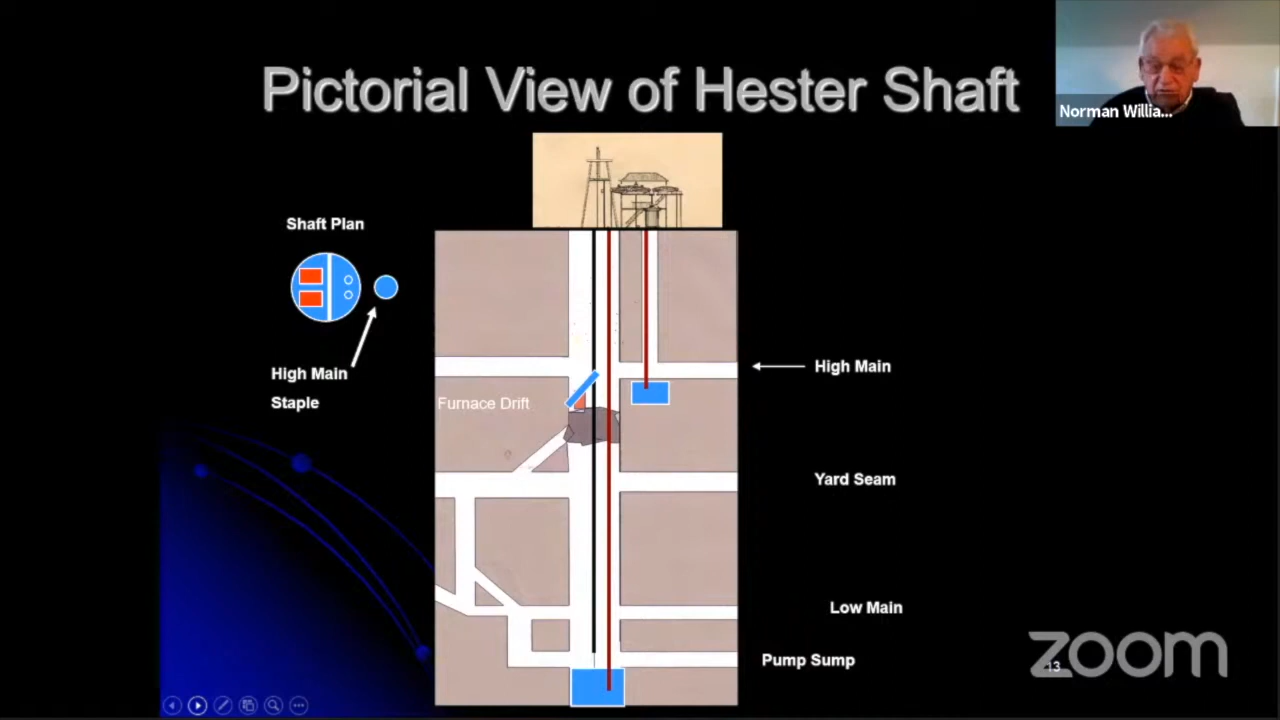 Pictorial View of Hester Shaft
Norman Willia...
Shaft Plan
High Main
Staple
Furnace Drift
High Main
Yard Seam
Low Main
Pump Sump
13
zoom